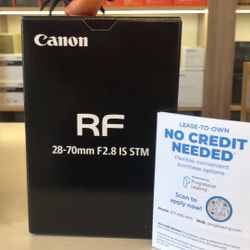 Canon
RF
28-70mm F2.8 IS STM
LEASE-TO-OWN
NO CREDIT
NEEDED
Flexible, convenient
purchase options
Progressive
Leasing
Scan to
apply now!